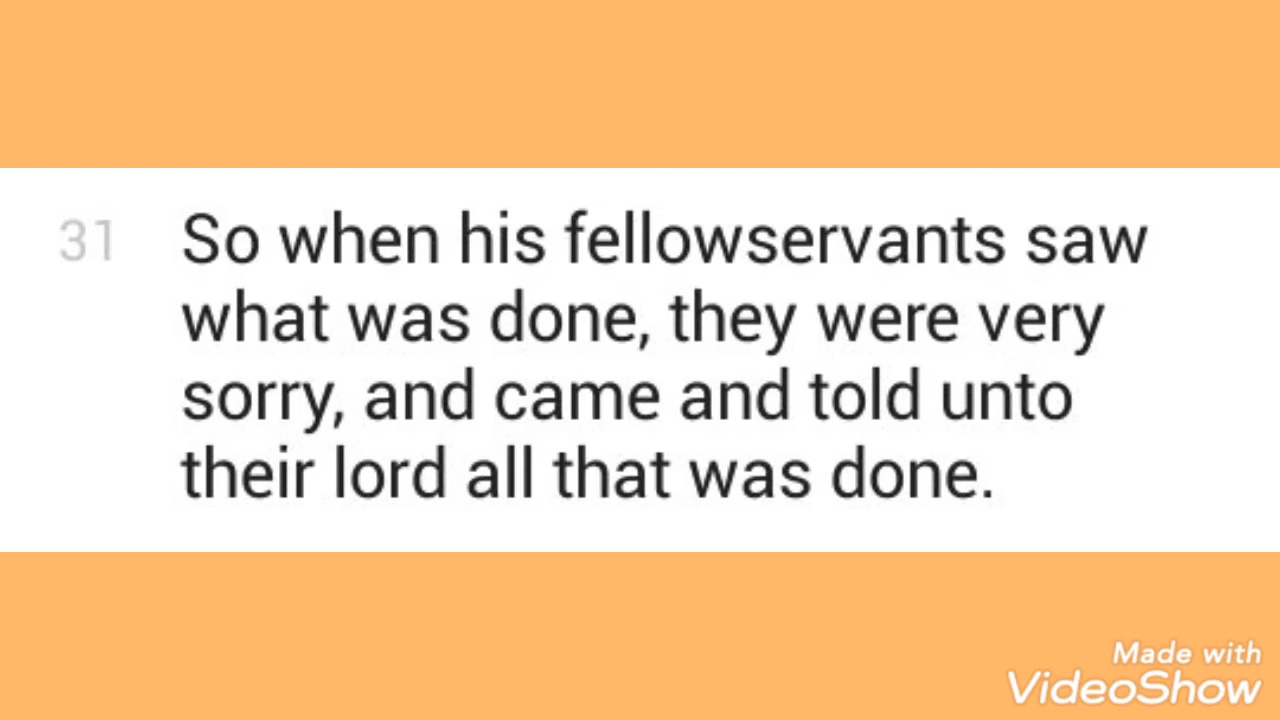 31 So when his fellowservants saw
what was done, they were very
sorry, and came and told unto
their lord all that was done.
Made with
VideoShow